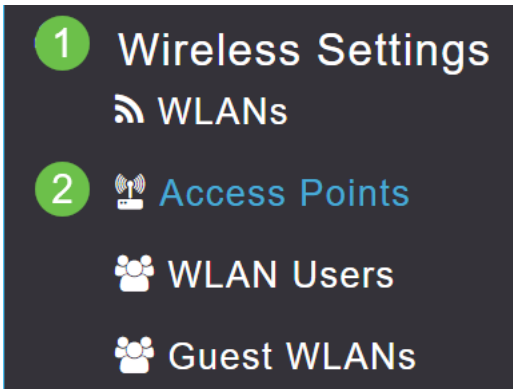 1 Wireless Settings
WLANs
2 Access Points
WLAN Users
Guest WLANs